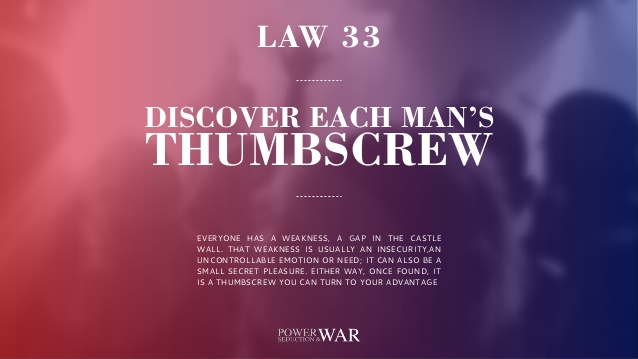 LAW 33
DISCOVER EACH MAN'S
THUMBSCREW
EVERYONE HAS A WEAKNESS, A GAP IN THE CASTLE
WALL. THAT WEAKNESS IS USUALLY AN INSECURITY,AN
UNCONTROLLABLE EMOTION OR NEED; IT CAN ALSO BE A
SMALL SECRET PLEASURE. EITHER WAY, ONCE FOUND, IT
IS A THUMBSCREW YOU CAN TURN TO YOUR ADVANTAGE
POWER
SEDUCTION & WAR